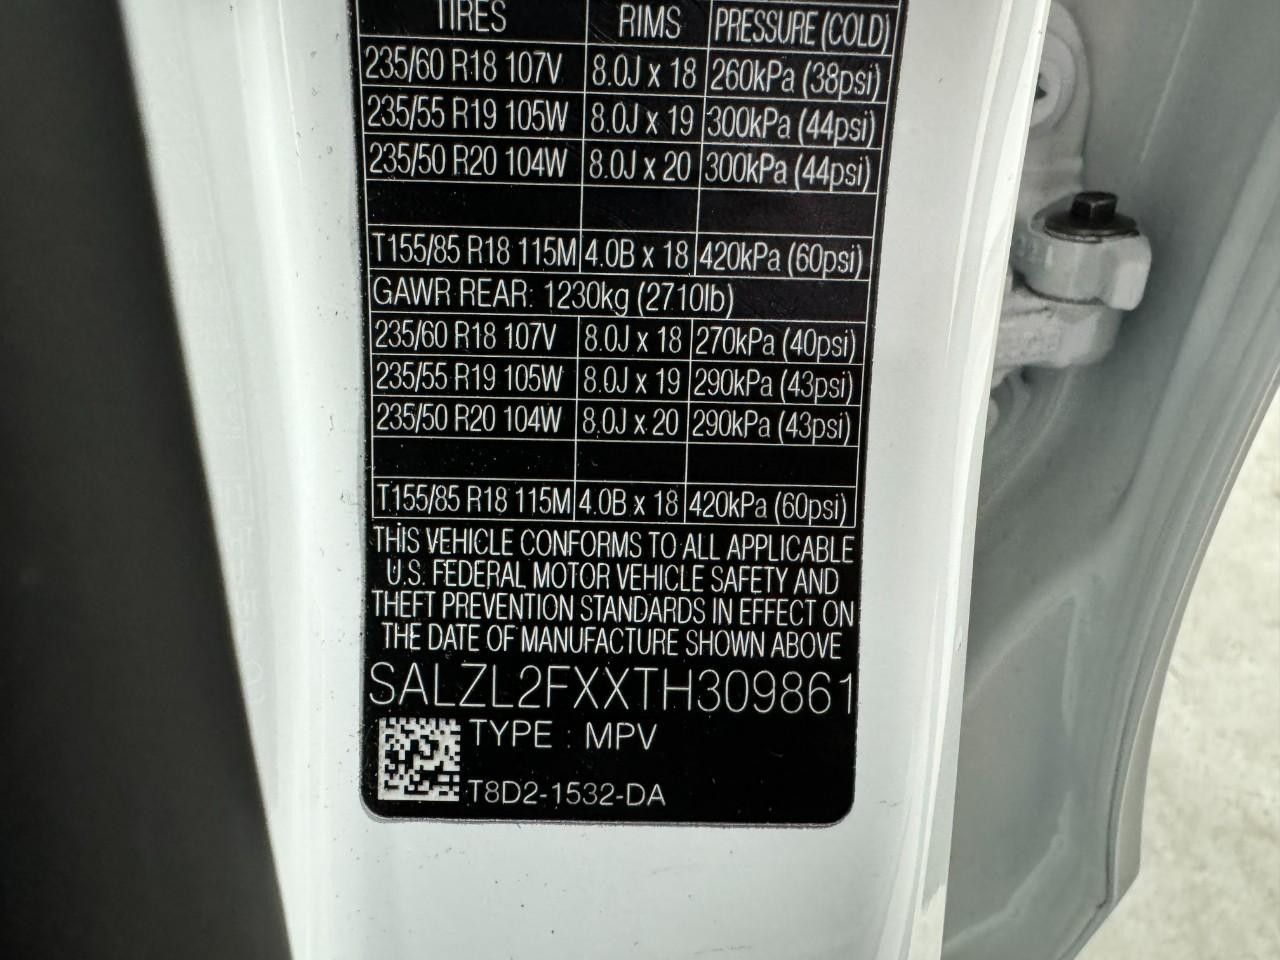 TIRES RIMS PRESSURE (COLD)
235/60 R18 107V 8.0J x 18 260kPa (38psi)
235/55 R19 105W 8.0J x 19 300kPa (44psi)
235/50 R20 104W 8.0J x 20 300kPa (44psi)
T155/85 R18 115M 4.0B x 18 420kPa (60psi)
GAWR REAR: 1230kg (2710lb)
235/60 R18 107V 8.0J x 18 270kPa (40psi)
235/55 R19 105W 8.0J x 19 290kPa (43psi)
235/50 R20 104W 8.0J x 20 290kPa (43psi)
T155/85 R18 115M 4.0B x 18 420kPa (60psi)
THIS VEHICLE CONFORMS TO ALL APPLICABLE
U.S. FEDERAL MOTOR VEHICLE SAFETY AND
THEFT PREVENTION STANDARDS IN EFFECT ON
THE DATE OF MANUFACTURE SHOWN ABOVE
SALZL2FXXTH309861
TYPE : MPV
T8D2-1532-DA